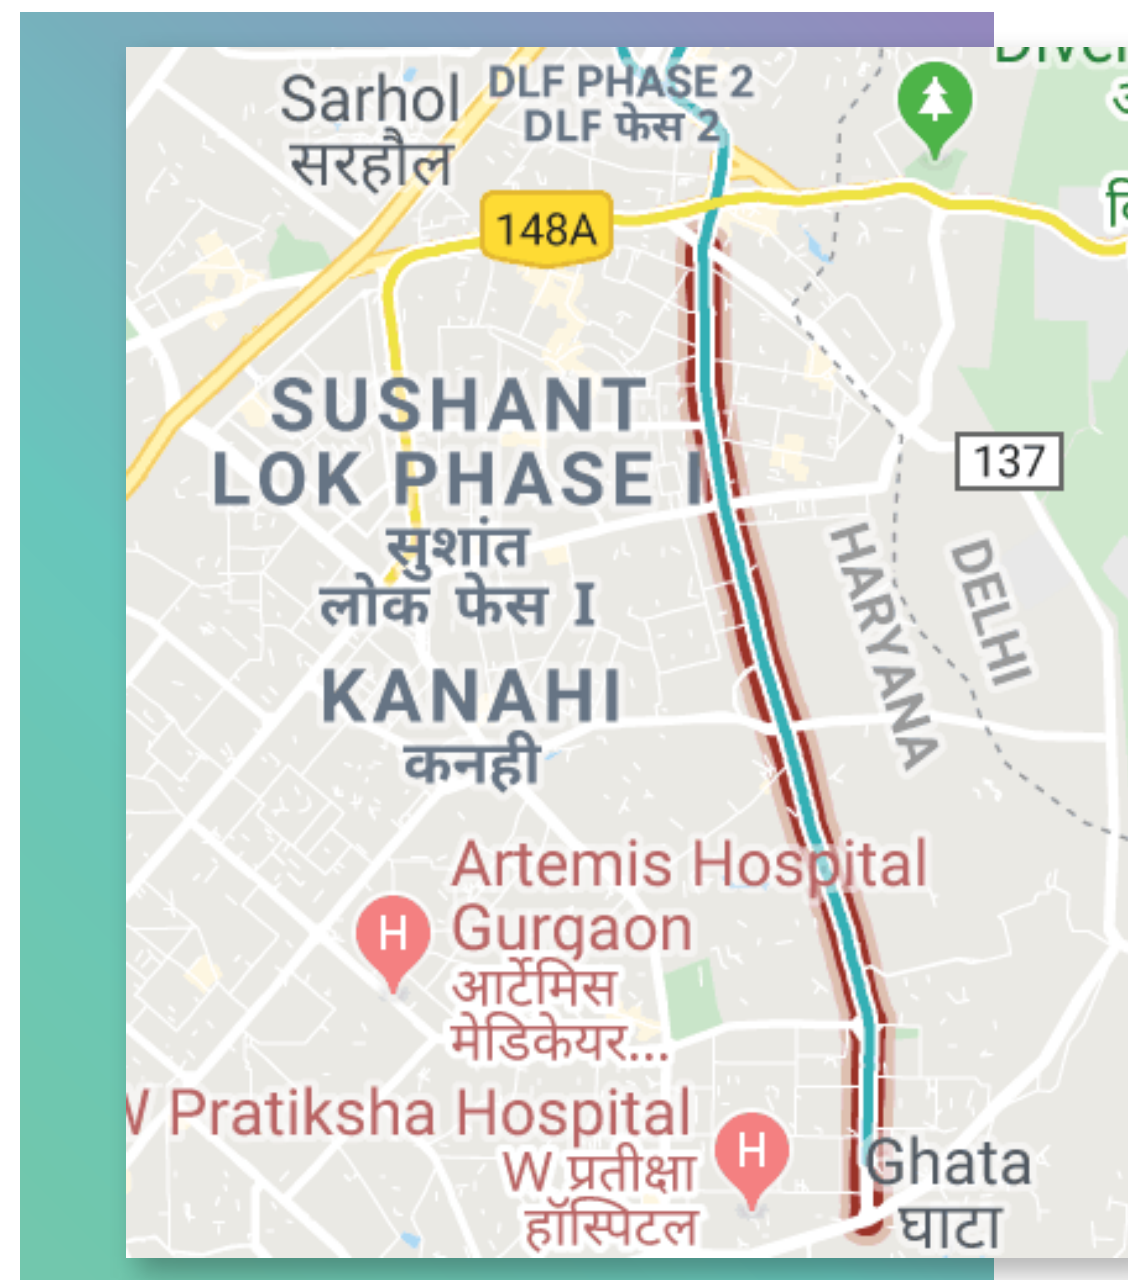 Sarhol
सरहौल
DLF PHASE 2
DLF फेस 2
148A
SUSHANT
LOK PHASE I
सुशांत
लोक फेस I
137
HARYANA
DELHI
KANAHI
कनही
Artemis Hospital
Gurgaon
आर्टेमिस
मेडिकेयर...
H
W Pratiksha Hospital
W प्रतीक्षा
हॉस्पिटल
H
Ghata
घाटा